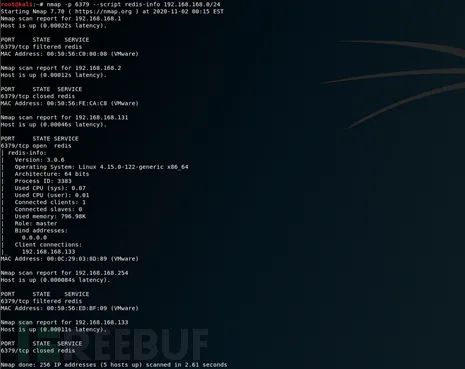 root@kali:~# nmap -p 6379 --script redis-info 192.168.168.0/24
Starting Nmap 7.70 ( https://nmap.org ) at 2020-11-02 00:15 EST
Nmap scan report for 192.168.168.1
Host is up (0.00022s latency).
PORT STATE SERVICE
6379/tcp filtered redis
MAC Address: 00:50:56:C0:00:08 (VMware)
Nmap scan report for 192.168.168.2
Host is up (0.00012s latency).
PORT STATE SERVICE
6379/tcp closed redis
MAC Address: 00:50:56:FE:CA:C8 (VMware)
Nmap scan report for 192.168.168.131
Host is up (0.00046s latency).
PORT STATE SERVICE
6379/tcp open redis
| redis-info:
| Version: 3.0.6
| Operating System: Linux 4.15.0-122-generic x86_64
| Architecture: 64 bits
| Process ID: 3383
| Used CPU (sys): 0.07
| Used CPU (user): 0.01
| Connected clients: 1
| Connected slaves: 0
| Used memory: 796.98K
| Role: master
| Bind addresses:
| 0.0.0.0
| Client connections:
|_ 192.168.168.133
MAC Address: 00:0C:29:03:8D:89 (VMware)
Nmap scan report for 192.168.168.254
Host is up (0.000084s latency).
PORT STATE SERVICE
6379/tcp filtered redis
MAC Address: 00:50:56:ED:BF:09 (VMware)
Nmap scan report for 192.168.168.133
Host is up (0.00011s latency).
PORT STATE SERVICE
6379/tcp closed redis
REEBUF
Nmap done: 256 IP addresses (5 hosts up) scanned in 2.61 seconds